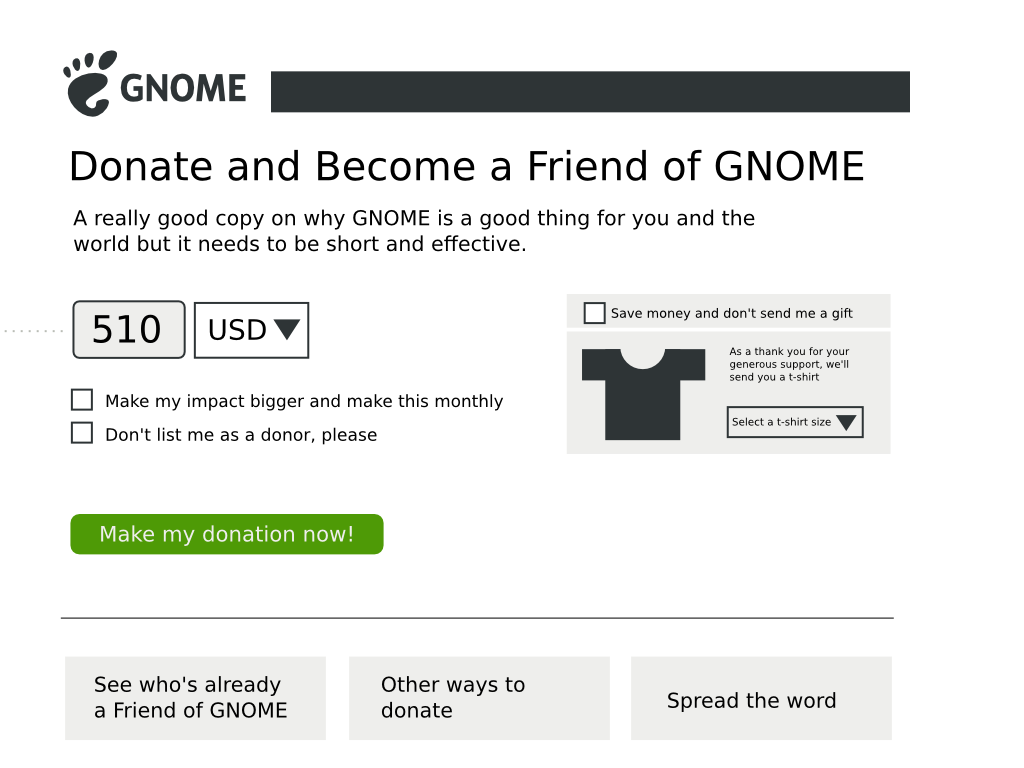 GNOME
Donate and Become a Friend of GNOME
A really good copy on why GNOME is a good thing for you and the
world but it needs to be short and effective.
510
USD
Make my impact bigger and make this monthly
Don't list me as a donor, please
Save money and don't send me a gift
As a thank you for your
generous support, we'll
send you a t-shirt
Select a t-shirt size
Make my donation now!
See who's already
a Friend of GNOME
Other ways to
donate
Spread the word